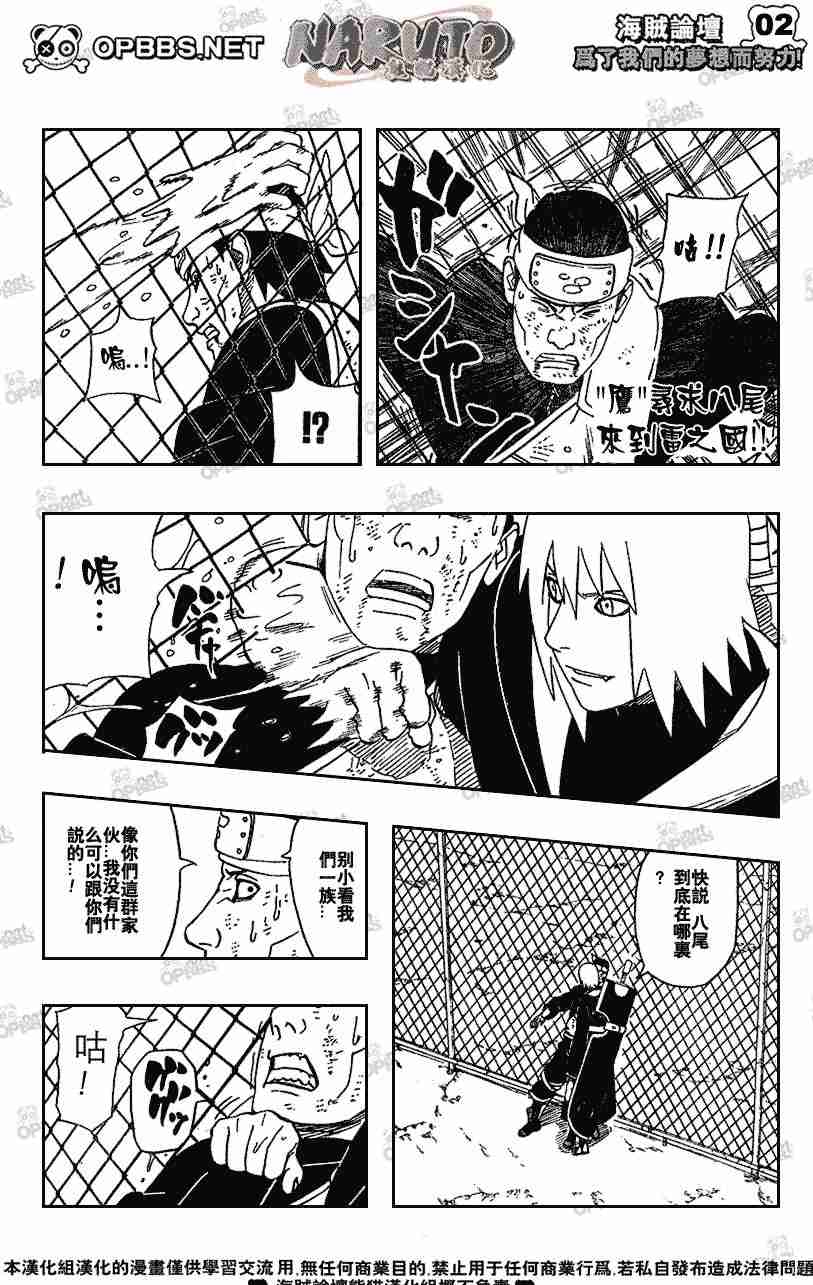 OPBBS.NET
NARUTO
海賊論壇
02
爲了我們的夢想而努力!
咕!!
ガシャン
"鷹"尋求八尾
來到雷之國!!
嗚..!
!?
嗚…!
快説 八尾
到底在哪裏
?
别小看我
們一族…
像你們這群家
伙…我没有什
么可以跟你們
説的…!
咕!
本漢化組漢化的漫畫僅供學習交流用,無任何商業目的,禁止用于任何商業行爲,若私自發布造成法律問題